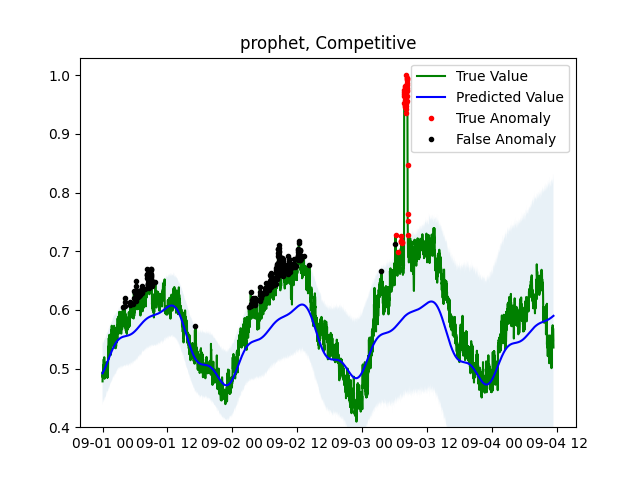 prophet, Competitive
1.0
0.9
0.8
0.7
0.6
0.5
0.4
True Value
Predicted Value
True Anomaly
False Anomaly
09-01 00 09-01 12 09-02 00 09-02 12 09-03 00 09-03 12 09-04 00 09-04 12